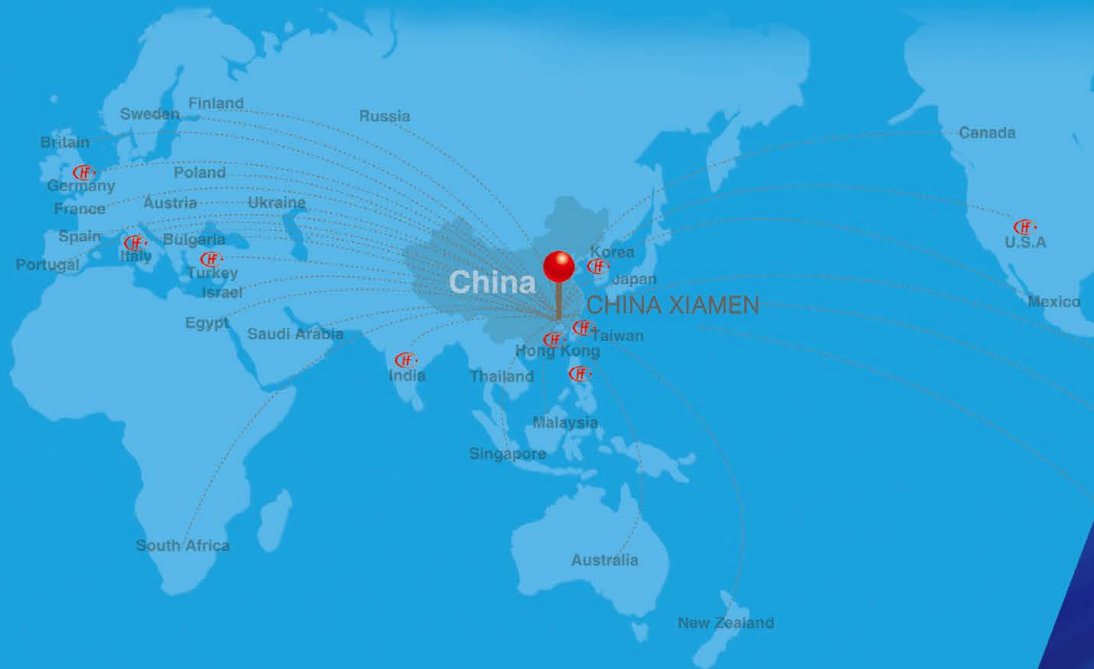 Finland
Sweden
Russia
Britain
Canada
Poland
Germany
Austria
Ukraine
France
Spain
Bulgaria
U.S.A
Italy
Korea
Portugal
Turkey
Japan
China
Israel
Mexico
CHINA XIAMEN
Egypt
Saudi Arabia
Taiwan
Hong Kong
India
Thailand
Malaysia
Singapore
South Africa
Australia
New Zealand